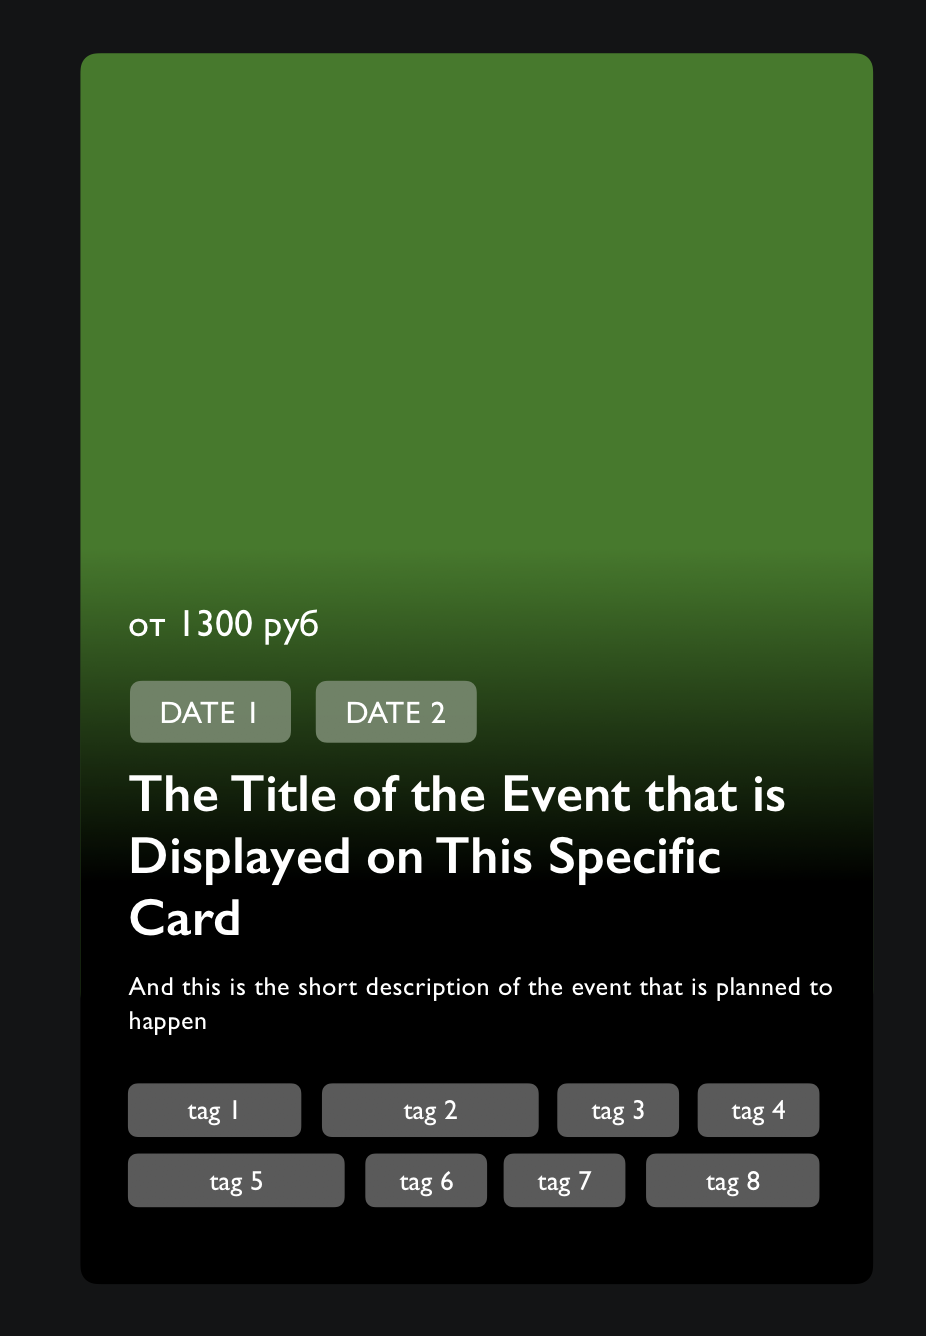 от 1300 руб
DATE 1 DATE 2
The Title of the Event that is
Displayed on This Specific
Card
And this is the short description of the event that is planned to
happen
tag 1 tag 2 tag 3 tag 4
tag 5 tag 6 tag 7 tag 8